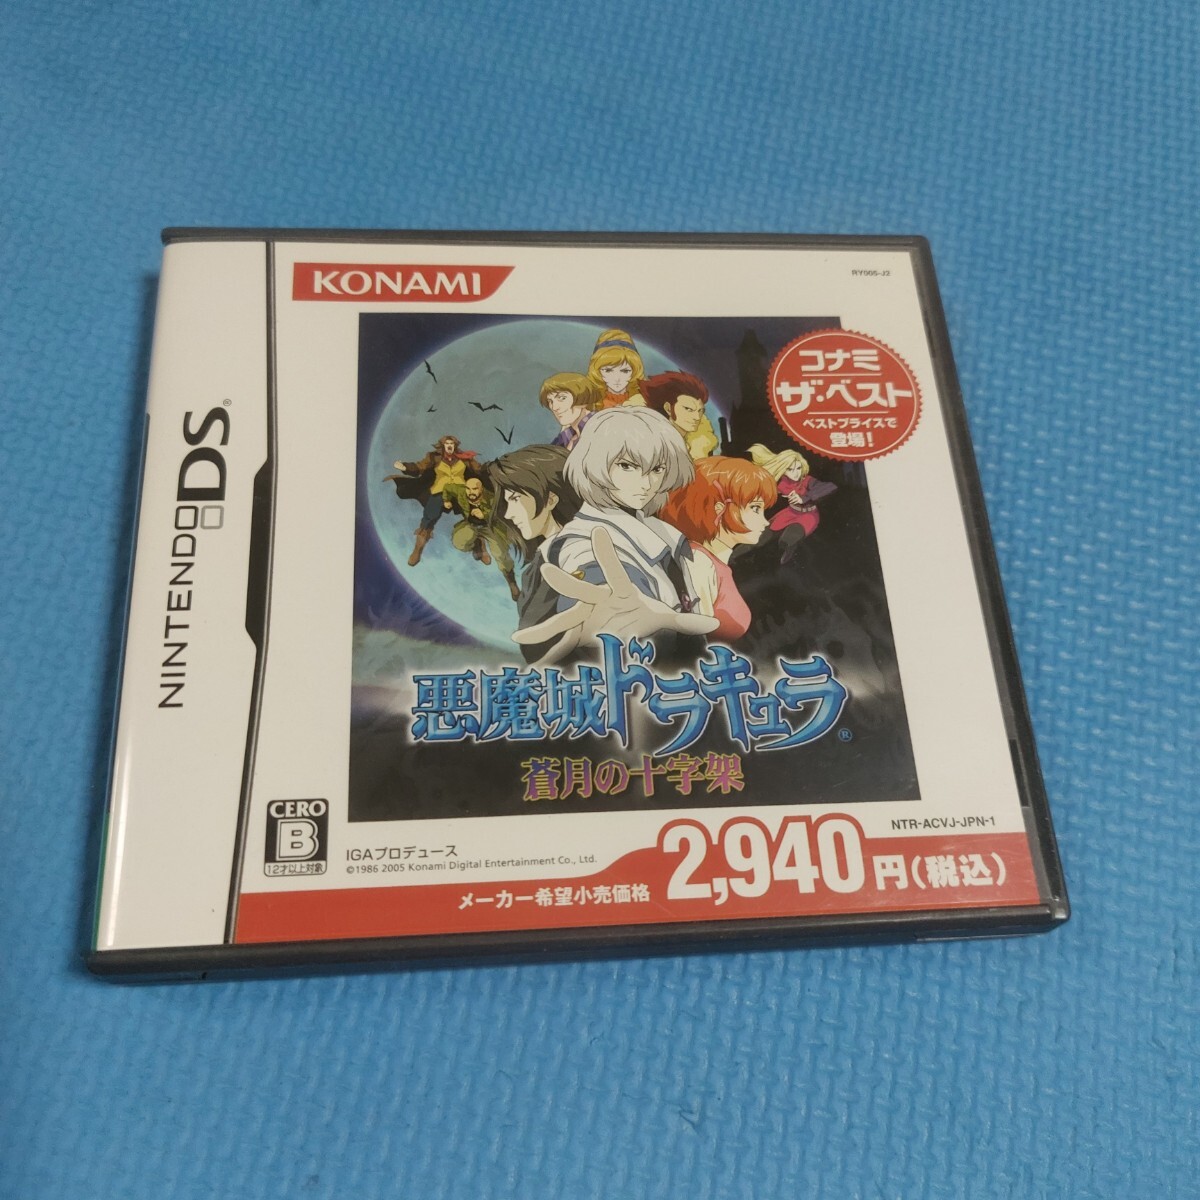 KONAMI
RY005-J2
コナミ
ザ・ベスト
ベストプライスで
登場!
NINTENDO DS®
悪魔城ドラキュラ®
蒼月の十字架
CERO
B
12才以上対象
IGAプロデュース
©1986 2005 Konami Digital Entertainment Co., Ltd.
NTR-ACVJ-JPN-1
メーカー希望小売価格 2,940円(税込)